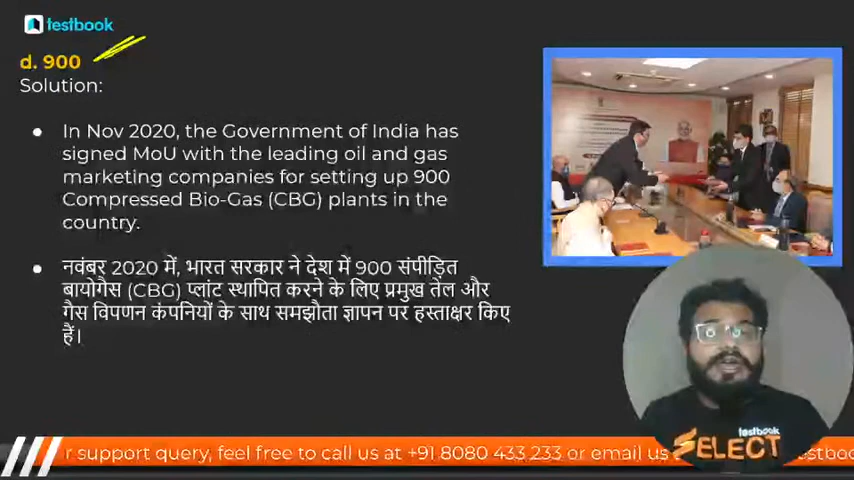 testbook
d. 900
Solution:
• In Nov 2020, the Government of India has
signed MoU with the leading oil and gas
marketing companies for setting up 900
Compressed Bio-Gas (CBG) plants in the
country.
• नवंबर 2020 में, भारत सरकार ने देश में 900 संपीड़ित
बायोगैस (CBG) प्लांट स्थापित करने के लिए प्रमुख तेल और
गैस विपणन कंपनियों के साथ समझौता ज्ञापन पर हस्ताक्षर किए
हैं।
testbook
SELECT
r support query, feel free to call us at +91 8080 433 233 or email us